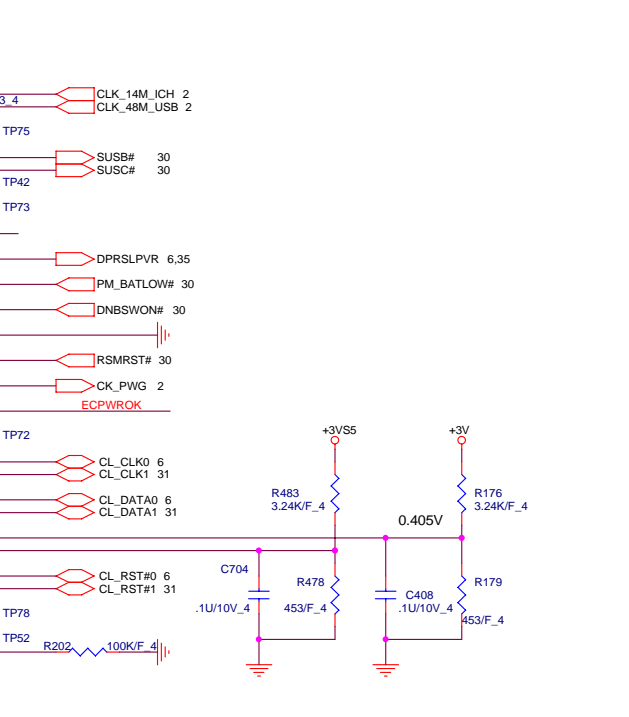 CLK_14M_ICH 2
3_4
CLK_48M_USB 2
TP75
SUSB# 30
SUSC# 30
TP42
TP73
DPRSLPVR 6,35
PM_BATLOW# 30
DNBSWON# 30
RSMRST# 30
CK_PWG 2
ECPWROK
+3VS5
+3V
TP72
CL_CLK0 6
CL_CLK1 31
R483
3.24K/F_4
R176
3.24K/F_4
CL_DATA0 6
CL_DATA1 31
0.405V
C704
.1U/10V_4
R478
453/F_4
C408
.1U/10V_4
R179
453/F_4
CL_RST#0 6
CL_RST#1 31
TP78
TP52
R202
100K/F_4